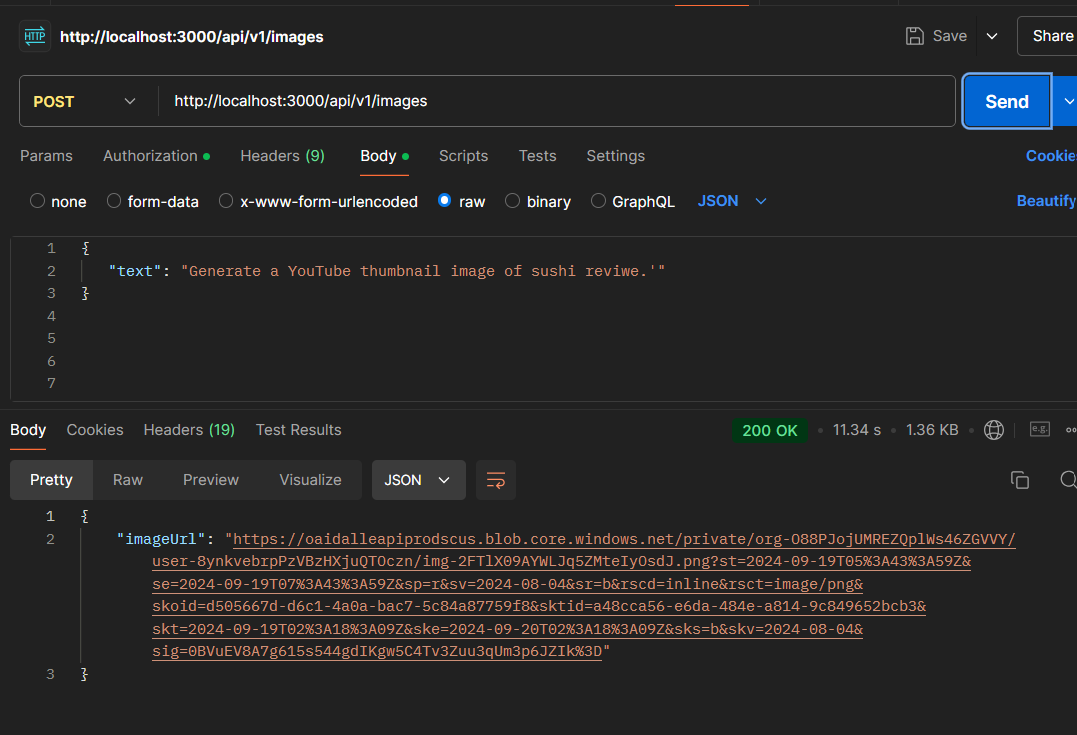 HTTP http://localhost:3000/api/v1/images Save Share
POST http://localhost:3000/api/v1/images Send
Params Authorization Headers (9) Body Scripts Tests Settings Cookie
none form-data x-www-form-urlencoded raw binary GraphQL JSON Beautify
1 {
2 "text": "Generate a YouTube thumbnail image of sushi reviwe.'"
3 }
4
5
6
7
Body Cookies Headers (19) Test Results 200 OK 11.34 s 1.36 KB e.g.
Pretty Raw Preview Visualize JSON
1 {
2 "imageUrl": "https://oaidalleapiprodscus.blob.core.windows.net/private/org-O88PJojUMREZQplWs46ZGVVY/
user-8ynkvebrpPzVBzHXjuQTOczn/img-2FTlX09AYWLJq5ZMteIyOsdJ.png?st=2024-09-19T05%3A43%3A59Z&
se=2024-09-19T07%3A43%3A59Z&sp=r&sv=2024-08-04&sr=b&rscd=inline&rsct=image/png&
skoid=d505667d-d6c1-4a0a-bac7-5c84a87759f8&sktid=a48cca56-e6da-484e-a814-9c849652bcb3&
skt=2024-09-19T02%3A18%3A09Z&ske=2024-09-20T02%3A18%3A09Z&sks=b&skv=2024-08-04&
sig=0BVuEV8A7g615s544gdIKgw5C4Tv3Zuu3qUm3p6JZIk%3D"
3 }